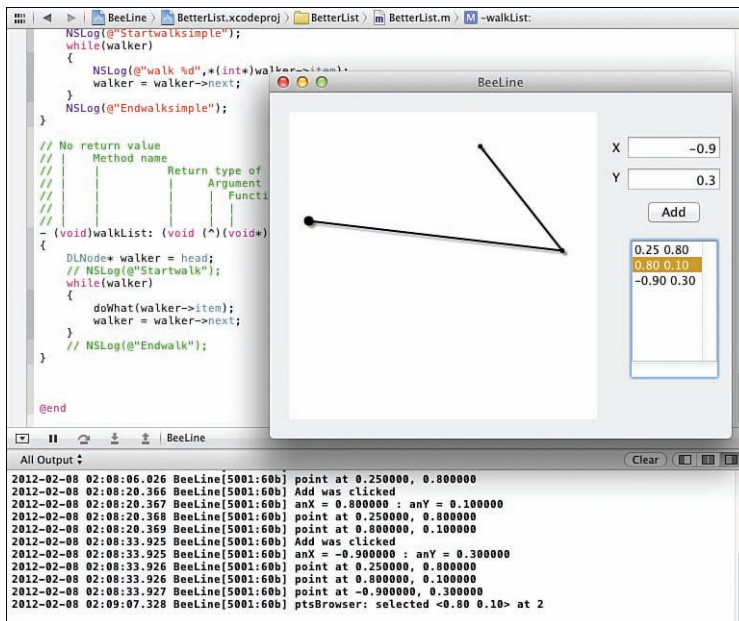 BeeLine BetterList.xcodeproj BetterList BetterList.m M -walkList:
NSLog(@"Startwalksimple");
while(walker)
{
NSLog(@"walk %d",*(int*)walker->item);
walker = walker->next;
}
NSLog(@"Endwalksimple");
}
// No return value
// | Method name
// | | Return type of
// | | | Argument
// | | | | Functi
// | | | | |
// | | | | |
- (void)walkList: (void (^)(void*)
{
DLNode* walker = head;
// NSLog(@"Startwalk");
while(walker)
{
doWhat(walker->item);
walker = walker->next;
}
// NSLog(@"Endwalk");
}
@end
BeeLine
X -0.9
Y 0.3
Add
0.25 0.80
0.80 0.10
-0.90 0.30
BeeLine
All Output
Clear
2012-02-08 02:08:06.026 BeeLine[5001:60b] point at 0.250000, 0.800000
2012-02-08 02:08:20.366 BeeLine[5001:60b] Add was clicked
2012-02-08 02:08:20.367 BeeLine[5001:60b] anX = 0.800000 : anY = 0.100000
2012-02-08 02:08:20.368 BeeLine[5001:60b] point at 0.250000, 0.800000
2012-02-08 02:08:20.369 BeeLine[5001:60b] point at 0.800000, 0.100000
2012-02-08 02:08:33.925 BeeLine[5001:60b] Add was clicked
2012-02-08 02:08:33.925 BeeLine[5001:60b] anX = -0.900000 : anY = 0.300000
2012-02-08 02:08:33.926 BeeLine[5001:60b] point at 0.250000, 0.800000
2012-02-08 02:08:33.926 BeeLine[5001:60b] point at 0.800000, 0.100000
2012-02-08 02:08:33.927 BeeLine[5001:60b] point at -0.900000, 0.300000
2012-02-08 02:09:07.328 BeeLine[5001:60b] ptsBrowser: selected <0.80 0.10> at 2